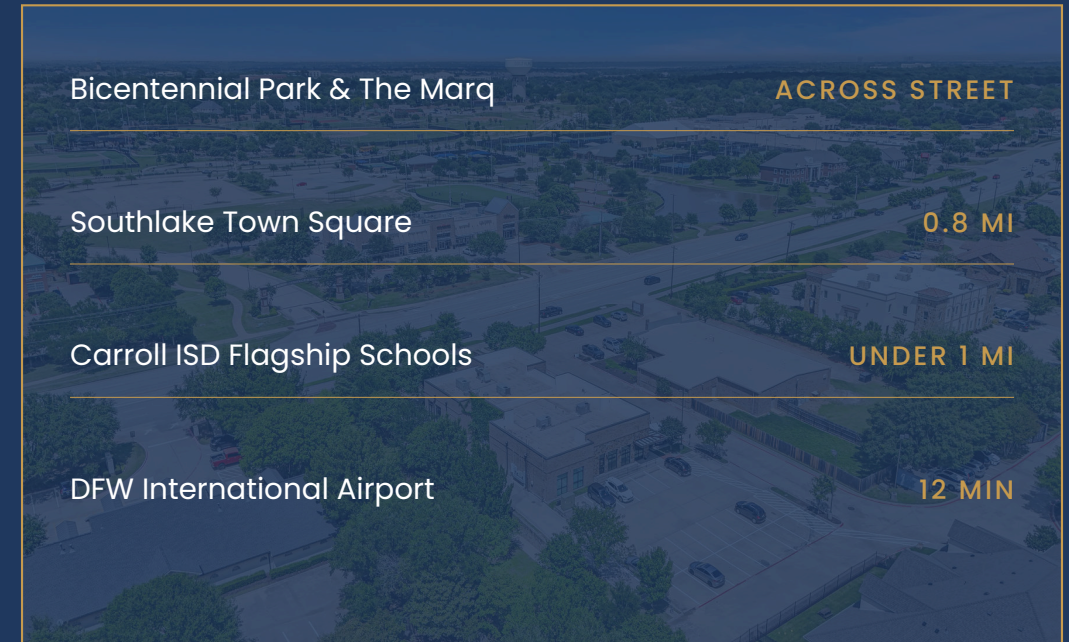 Bicentennial Park & The Marq ACROSS STREET
Southlake Town Square 0.8 MI
Carroll ISD Flagship Schools UNDER 1 MI
DFW International Airport 12 MIN